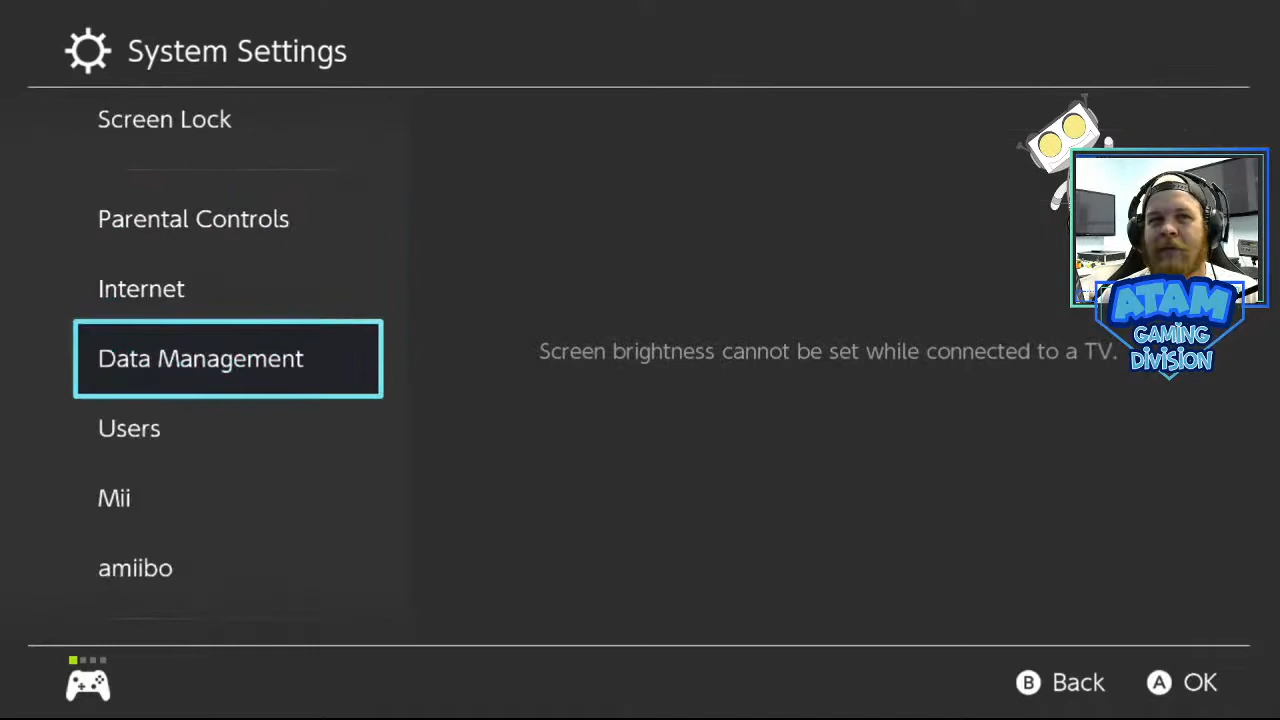 System Settings
Screen Lock
Parental Controls
Internet
Data Management
Users
Mii
amiibo
Screen brightness cannot be set while connected to a TV.
ATAM
GAMING
DIVISION
B Back
A OK